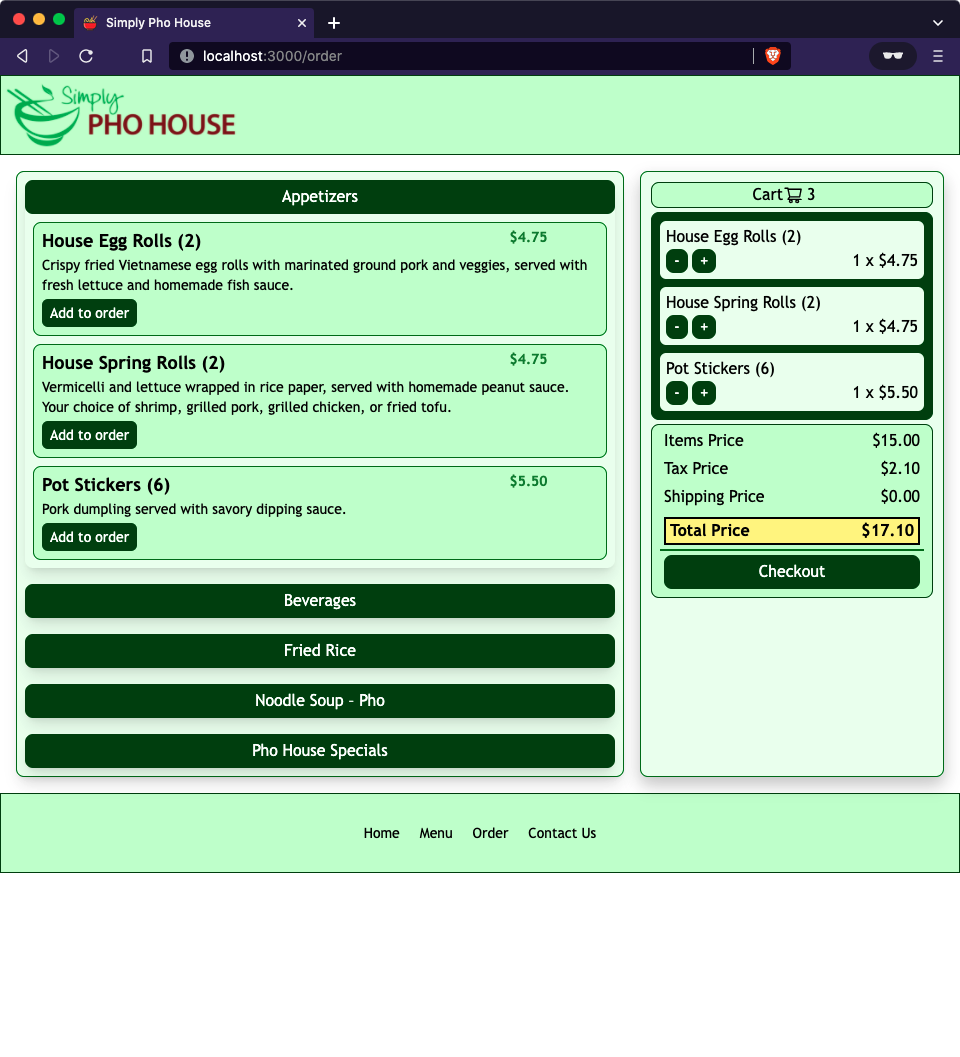 Simply Pho House
localhost:3000/order
Simply
PHO HOUSE
Appetizers
House Egg Rolls (2) $4.75
Crispy fried Vietnamese egg rolls with marinated ground pork and veggies, served with
fresh lettuce and homemade fish sauce.
Add to order
House Spring Rolls (2) $4.75
Vermicelli and lettuce wrapped in rice paper, served with homemade peanut sauce.
Your choice of shrimp, grilled pork, grilled chicken, or fried tofu.
Add to order
Pot Stickers (6) $5.50
Pork dumpling served with savory dipping sauce.
Add to order
Beverages
Fried Rice
Noodle Soup - Pho
Pho House Specials
Cart 3
House Egg Rolls (2)
- + 1 x $4.75
House Spring Rolls (2)
- + 1 x $4.75
Pot Stickers (6)
- + 1 x $5.50
Items Price $15.00
Tax Price $2.10
Shipping Price $0.00
Total Price $17.10
Checkout
Home Menu Order Contact Us